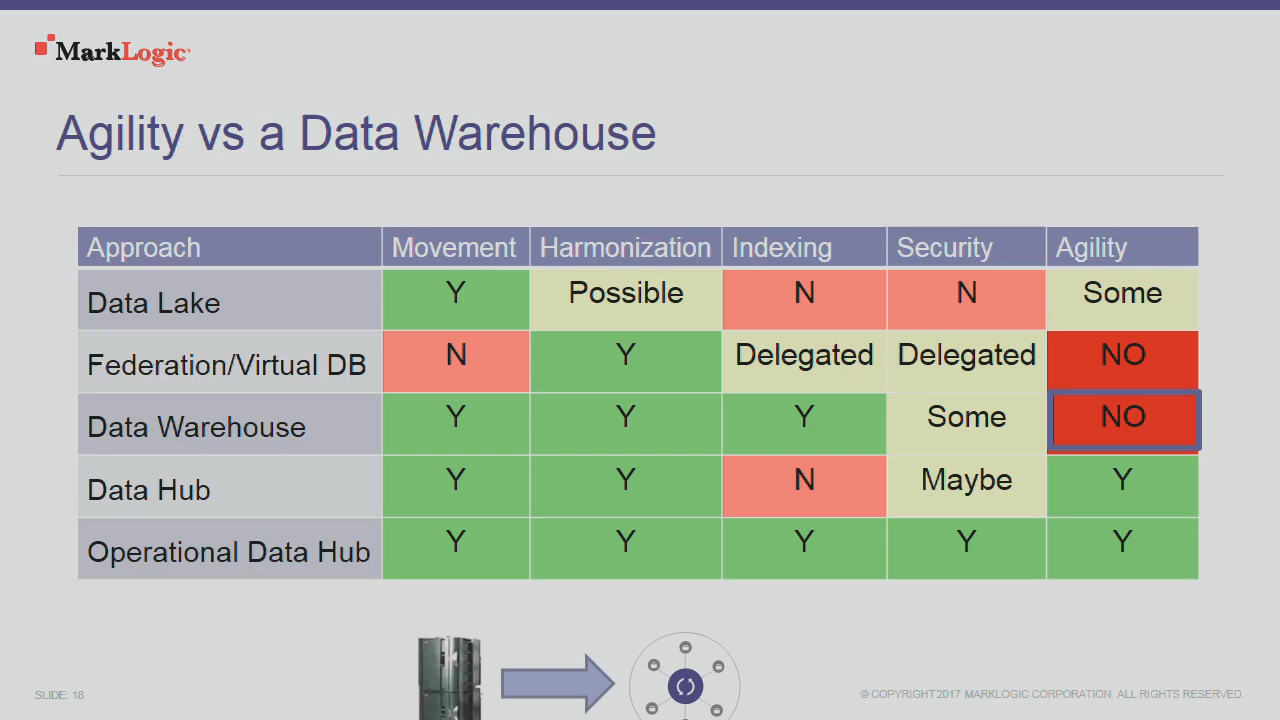 MarkLogic
Agility vs a Data Warehouse
Approach Movement Harmonization Indexing Security Agility
Data Lake Y Possible N N Some
Federation/Virtual DB N Y Delegated Delegated NO
Data Warehouse Y Y Y Some NO
Data Hub Y Y N Maybe Y
Operational Data Hub Y Y Y Y Y
SLIDE: 18
© COPYRIGHT 2017 MARKLOGIC CORPORATION. ALL RIGHTS RESERVED.